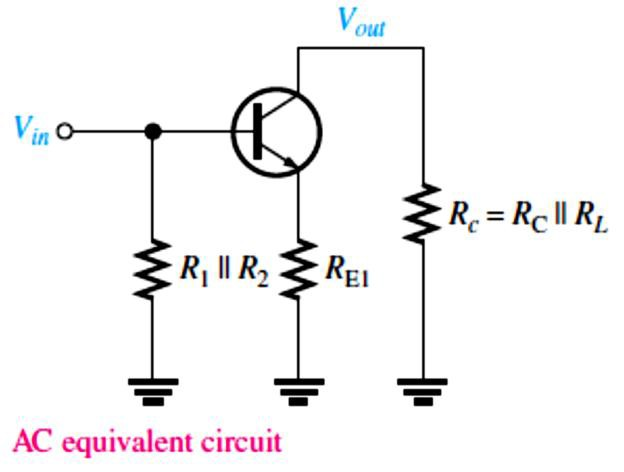 Vout
Vin
Rc = RC || RL
R1 || R2
RE1
AC equivalent circuit